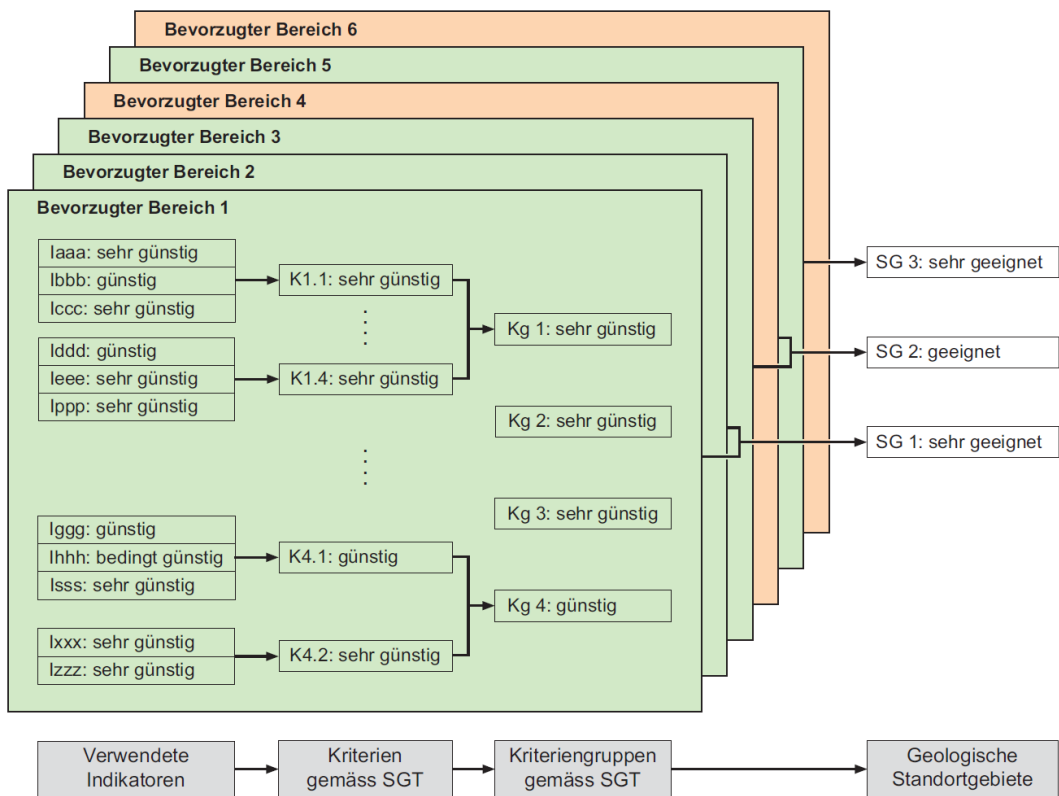 Bevorzugter Bereich 6
Bevorzugter Bereich 5
Bevorzugter Bereich 4
Bevorzugter Bereich 3
Bevorzugter Bereich 2
Bevorzugter Bereich 1
Iaaa: sehr günstig
Ibbb: günstig
Iccc: sehr günstig
K1.1: sehr günstig
Iddd: günstig
Ieee: sehr günstig
Ippp: sehr günstig
K1.4: sehr günstig
Kg 1: sehr günstig
Kg 2: sehr günstig
Kg 3: sehr günstig
Iggg: günstig
Ihhh: bedingt günstig
Isss: sehr günstig
K4.1: günstig
Kg 4: günstig
Ixxx: sehr günstig
Izzz: sehr günstig
K4.2: sehr günstig
SG 3: sehr geeignet
SG 2: geeignet
SG 1: sehr geeignet
Verwendete
Indikatoren
Kriterien
gemäss SGT
Kriteriengruppen
gemäss SGT
Geologische
Standortgebiete